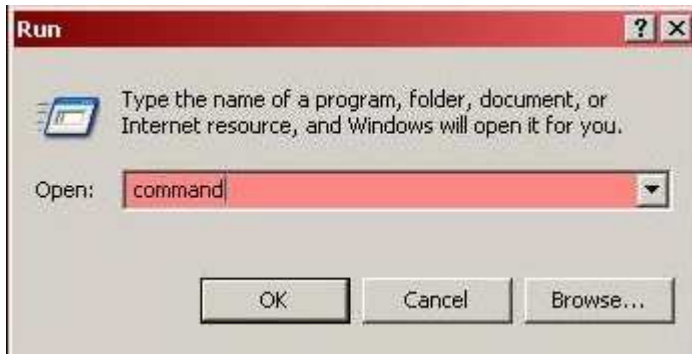 Run
Type the name of a program, folder, document, or
Internet resource, and Windows will open it for you.
Open: command
OK Cancel Browse...